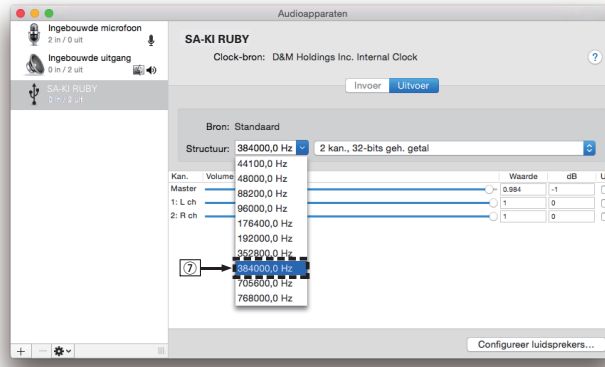 Audioapparaten
Ingebouwde microfoon
2 in / 0 uit
Ingebouwde uitgang
0 in / 2 uit
SA-KI RUBY
0 in / 2 uit
SA-KI RUBY
Clock-bron: D&M Holdings Inc. Internal Clock
?
Invoer Uitvoer
Bron: Standaard
Structuur: 384000,0 Hz 2 kan., 32-bits geh. getal
44100,0 Hz
48000,0 Hz
88200,0 Hz
96000,0 Hz
176400,0 Hz
192000,0 Hz
352800,0 Hz
⑦ 384000,0 Hz
705600,0 Hz
768000,0 Hz
Kan. Volume Waarde dB
Master 0.984 -1
1: L ch 1 0
2: R ch 1 0
Configureer luidsprekers…